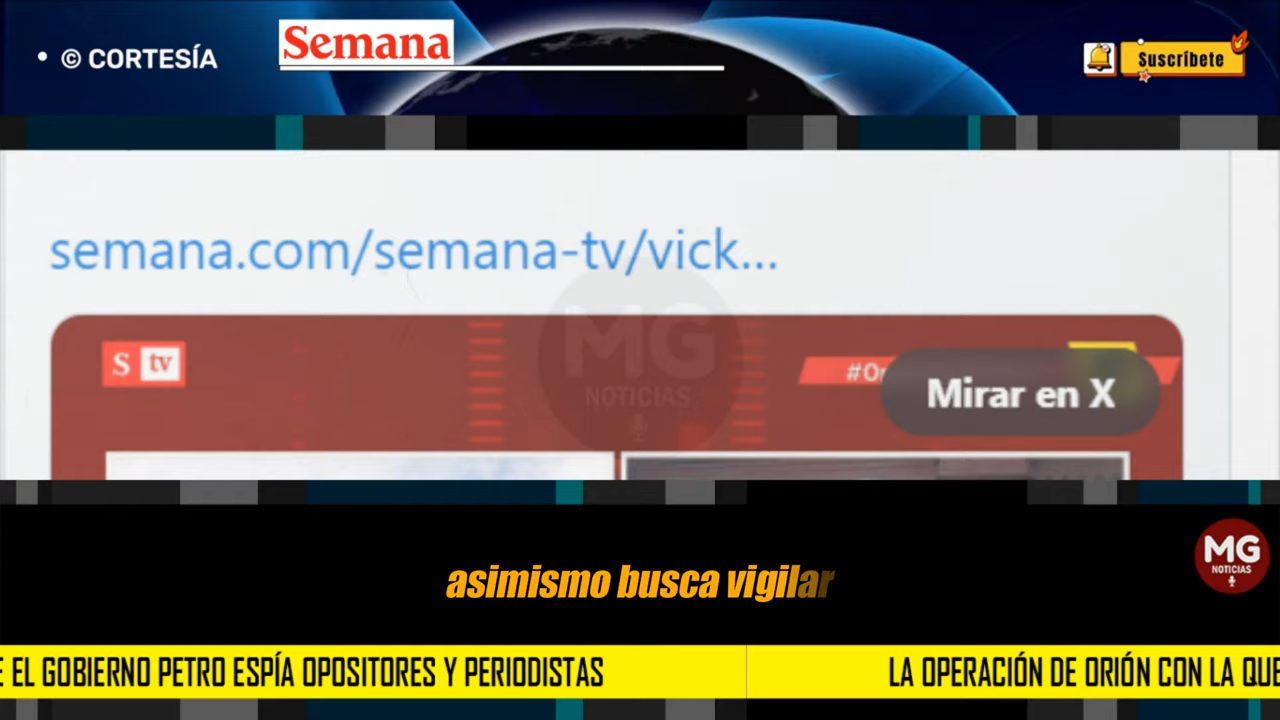 • © CORTESÍA
Semana
Suscríbete
semana.com/semana-tv/vick...
S tv
#Or
Mirar en X
MG
NOTICIAS
asimismo busca vigilar
MG
NOTICIAS
E EL GOBIERNO PETRO ESPÍA OPOSITORES Y PERIODISTAS
LA OPERACIÓN DE ORIÓN CON LA QUE